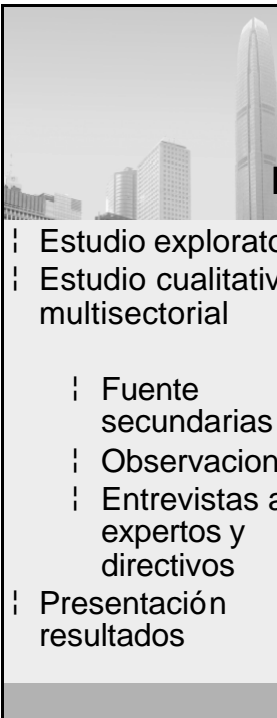 ¦ Estudio explorato
¦ Estudio cualitativ
multisectorial
¦ Fuente
secundarias
¦ Observacion
¦ Entrevistas a
expertos y
directivos
¦ Presentación
resultados